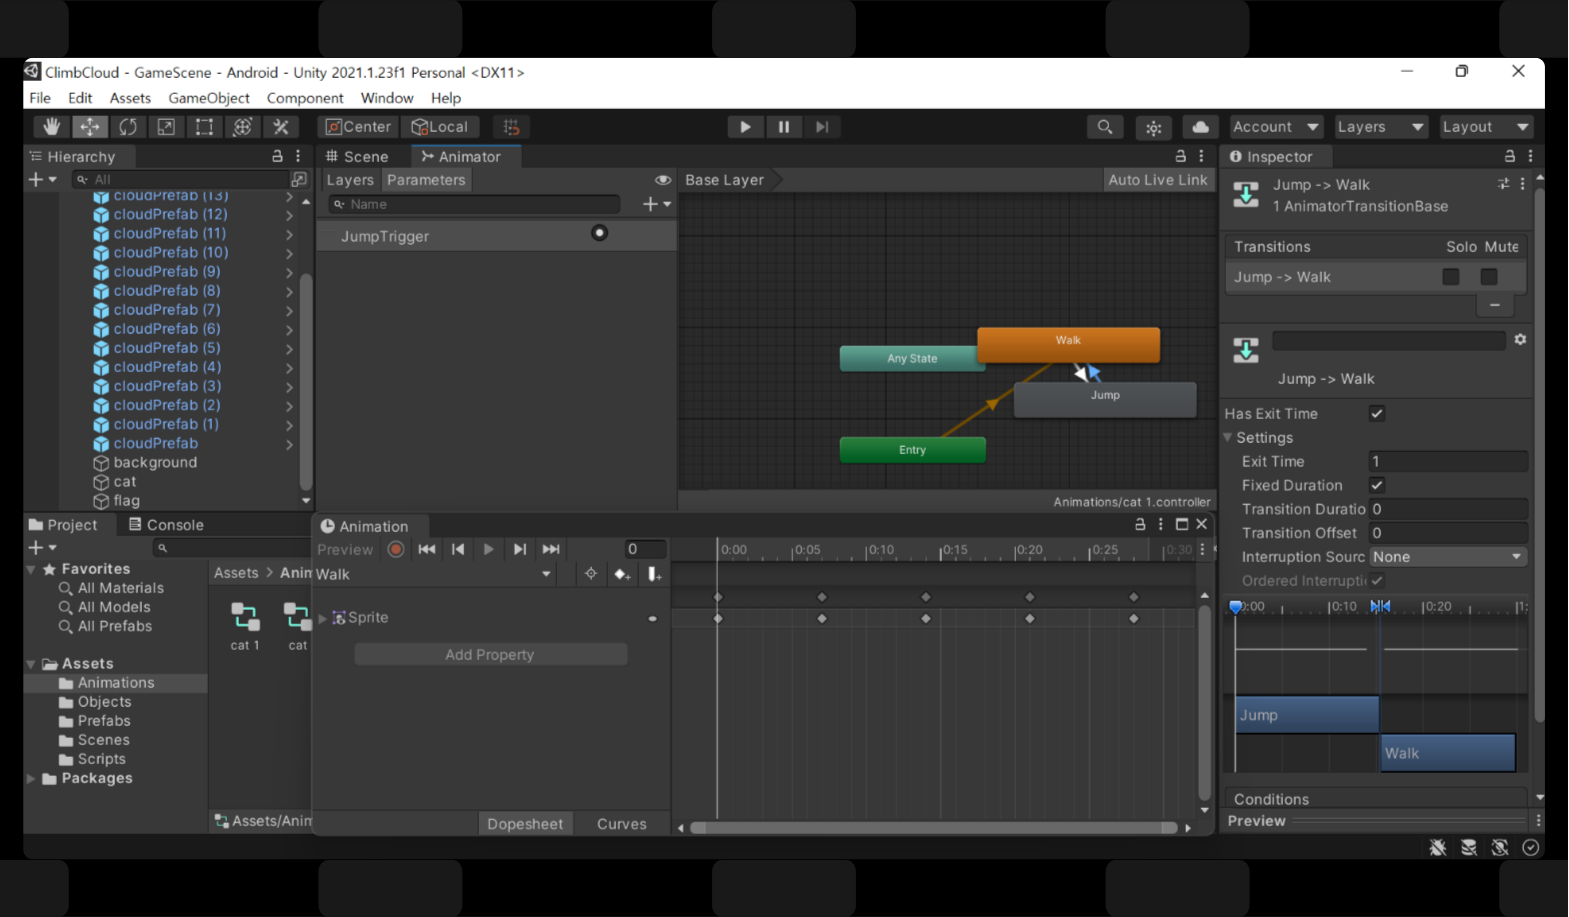 ClimbCloud - GameScene - Android - Unity 2021.1.23f1 Personal <DX11>
File Edit Assets GameObject Component Window Help
Center Local Account Layers Layout
Hierarchy
All
cloudPrefab (13)
cloudPrefab (12)
cloudPrefab (11)
cloudPrefab (10)
cloudPrefab (9)
cloudPrefab (8)
cloudPrefab (7)
cloudPrefab (6)
cloudPrefab (5)
cloudPrefab (4)
cloudPrefab (3)
cloudPrefab (2)
cloudPrefab (1)
cloudPrefab
background
cat
flag
Scene Animator
Layers Parameters Base Layer Auto Live Link
Name
JumpTrigger
Walk
Any State
Jump
Entry
Animations/cat 1.controller
Inspector
Jump -> Walk
1 AnimatorTransitionBase
Transitions Solo Mute
Jump -> Walk
Jump -> Walk
Has Exit Time
Settings
Exit Time 1
Fixed Duration
Transition Duratio 0
Transition Offset 0
Interruption Sourc None
Ordered Interrupti
:00 0:10 0:20 1:
Jump
Walk
Conditions
Preview
Project Console
Favorites
All Materials
All Models
All Prefabs
Assets
Animations
Objects
Prefabs
Scenes
Scripts
Packages
Assets > Anin
cat 1 cat
Assets/Anin
Animation
Preview 0 0:00 0:05 0:10 0:15 0:20 0:25 0:30
Walk
Sprite
Add Property
Dopesheet Curves